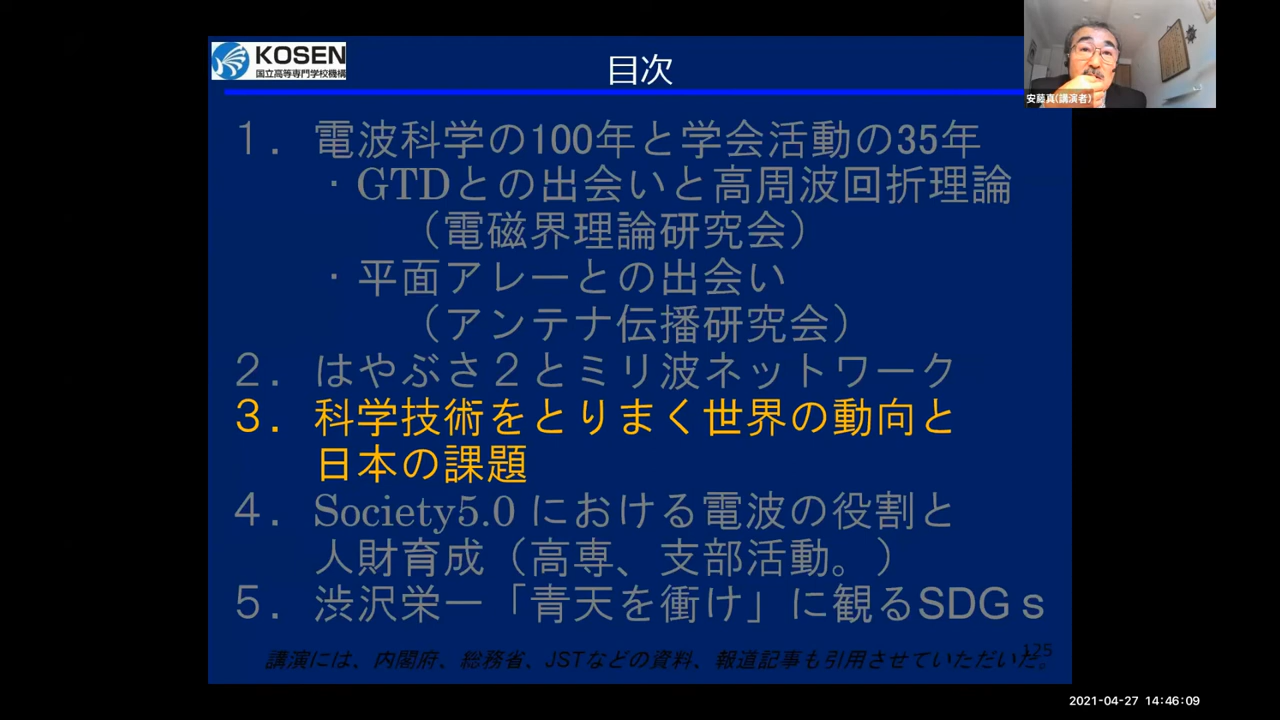 KOSEN
国立高等専門学校機構
目次
安藤真(講演者)
１．電波科学の100年と学会活動の35年
・GTDとの出会いと高周波回折理論
（電磁界理論研究会）
・平面アレーとの出会い
（アンテナ伝播研究会）
２．はやぶさ２とミリ波ネットワーク
３．科学技術をとりまく世界の動向と
日本の課題
４．Society5.0 における電波の役割と
人財育成（高専、支部活動。）
５．渋沢栄一「青天を衝け」に観るSDGｓ
講演には、内閣府、総務省、JSTなどの資料、報道記事も引用させていただいた。
125
2021-04-27 14:46:09